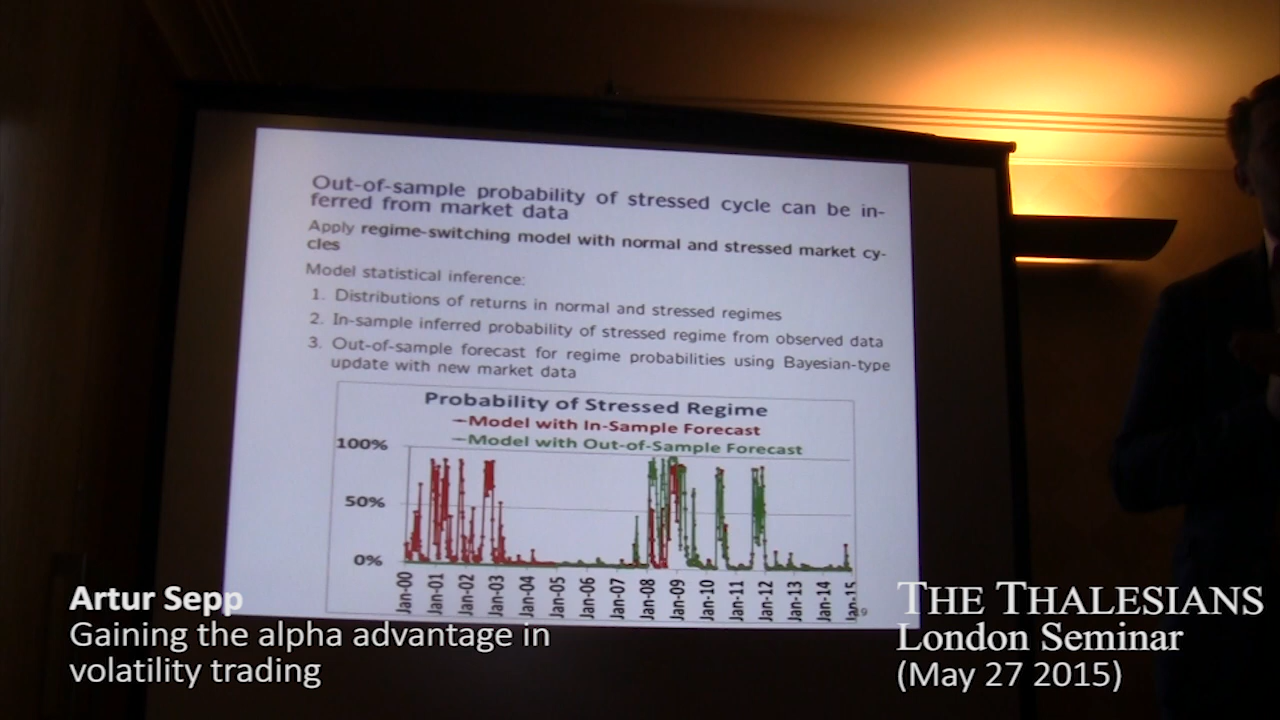 Out-of-sample probability of stressed cycle can be in-
ferred from market data
Apply regime-switching model with normal and stressed market cy-
cles
Model statistical inference:
1. Distributions of returns in normal and stressed regimes
2. In-sample inferred probability of stressed regime from observed data
3. Out-of-sample forecast for regime probabilities using Bayesian-type
update with new market data
Probability of Stressed Regime
Model with In-Sample Forecast
Model with Out-of-Sample Forecast
100%
50%
0%
Jan-00 Jan-01 Jan-02 Jan-03 Jan-04 Jan-05 Jan-06 Jan-07 Jan-08 Jan-09 Jan-10 Jan-11 Jan-12 Jan-13 Jan-14 Jan-15
Artur Sepp
Gaining the alpha advantage in
volatility trading
THE THALESIANS
London Seminar
(May 27 2015)